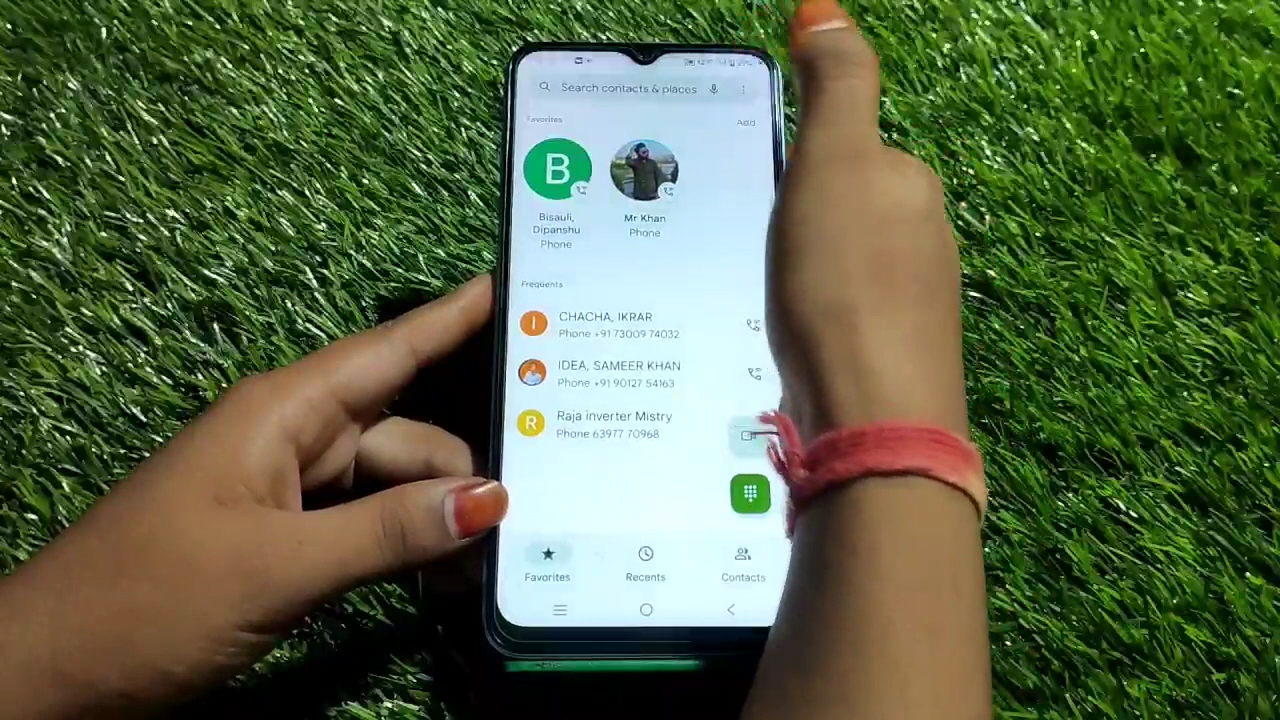 Search contacts & places
Favorites
Add
B
Bisauli,
Dipanshu
Phone
Mr Khan
Phone
Frequents
I
CHACHA, IKRAR
Phone +91 73009 74032
IDEA, SAMEER KHAN
Phone +91 90127 54163
R
Raja inverter Mistry
Phone 63977 70968
Favorites
Recents
Contacts